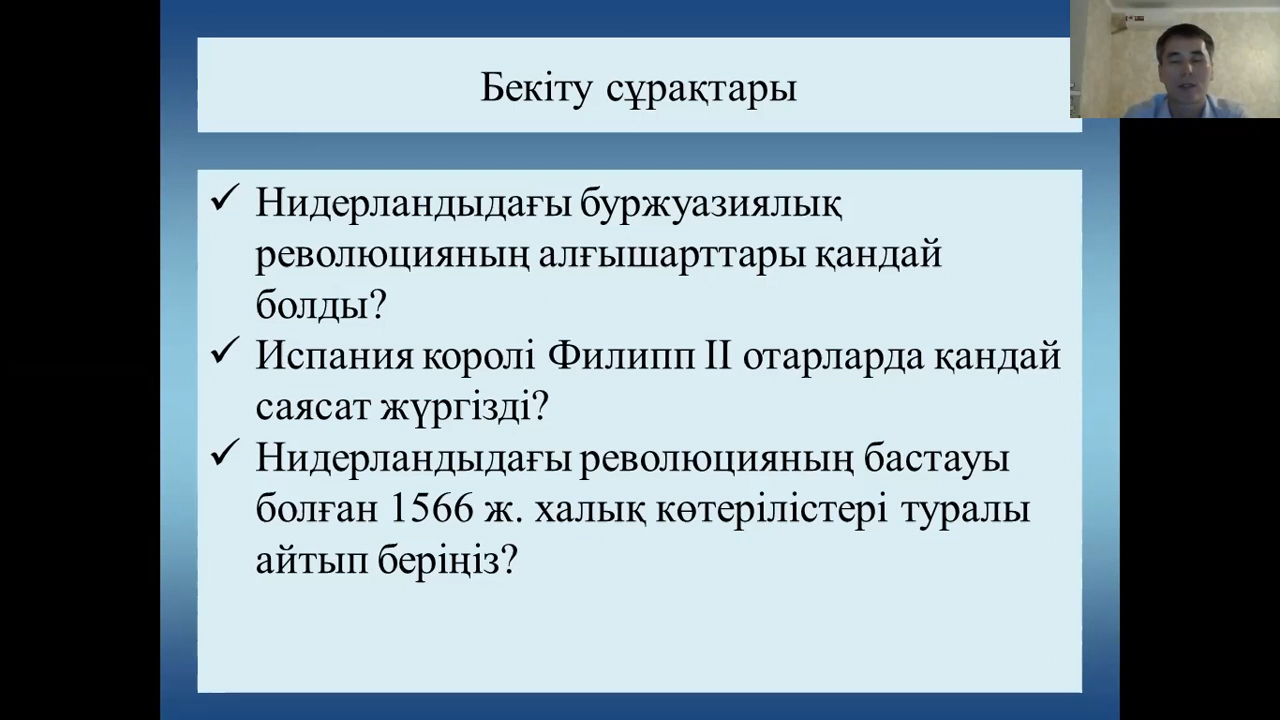 Бекіту сұрақтары
Нидерландыдағы буржуазиялық
революцияның алғышарттары қандай
болды?
Испания королі Филипп II отарларда қандай
саясат жүргізді?
Нидерландыдағы революцияның бастауы
болған 1566 ж. халық көтерілістері туралы
айтып беріңіз?